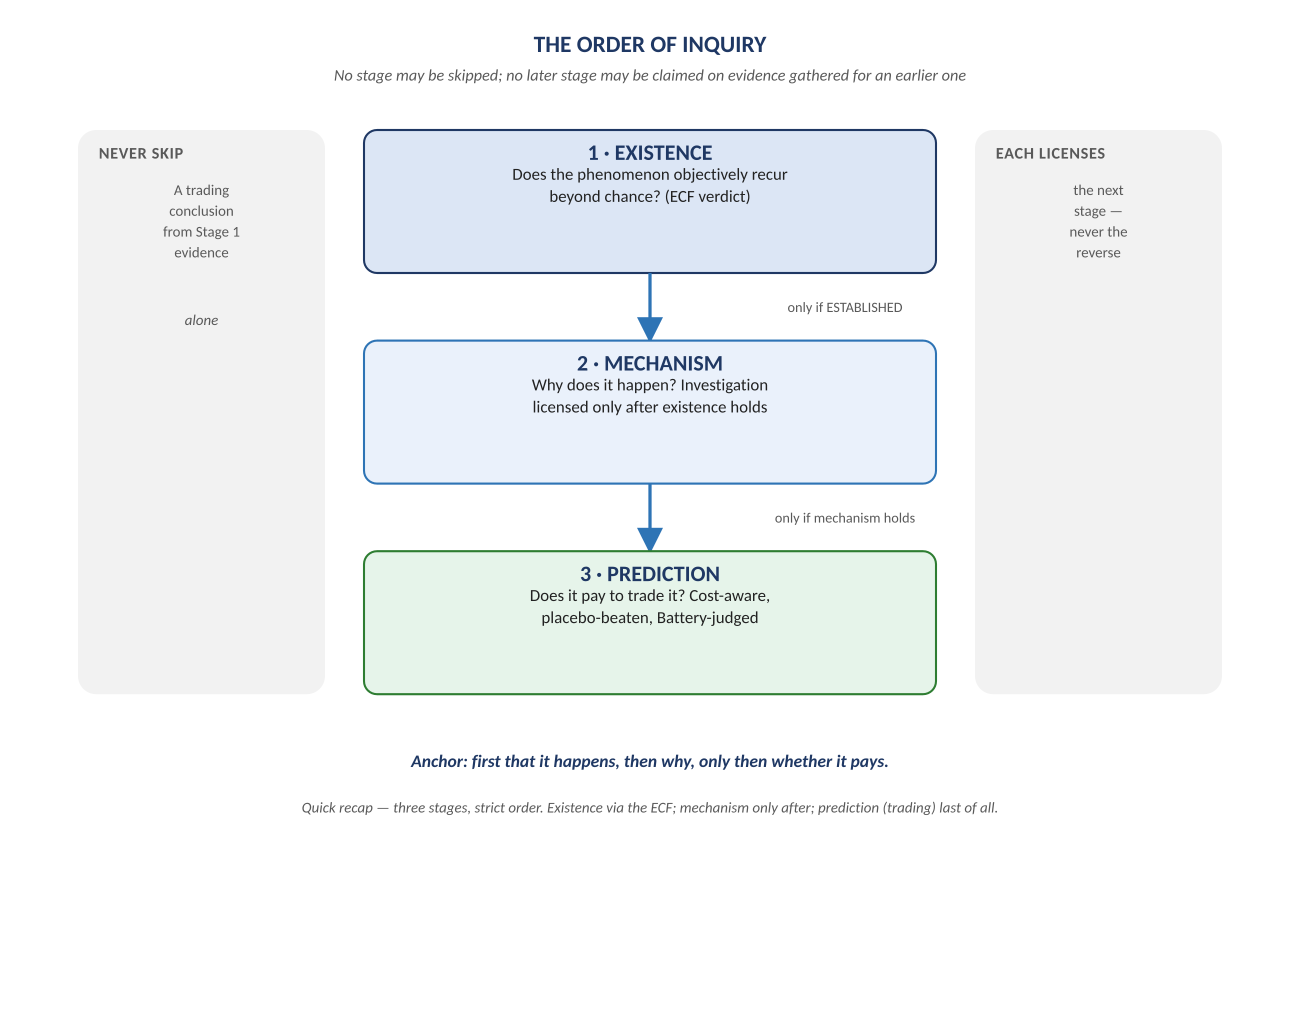 THE ORDER OF INQUIRY
No stage may be skipped; no later stage may be claimed on evidence gathered for an earlier one
NEVER SKIP
A trading
conclusion
from Stage 1
evidence
alone
1 · EXISTENCE
Does the phenomenon objectively recur
beyond chance? (ECF verdict)
only if ESTABLISHED
2 · MECHANISM
Why does it happen? Investigation
licensed only after existence holds
only if mechanism holds
3 · PREDICTION
Does it pay to trade it? Cost-aware,
placebo-beaten, Battery-judged
EACH LICENSES
the next
stage —
never the
reverse
Anchor: first that it happens, then why, only then whether it pays.
Quick recap — three stages, strict order. Existence via the ECF; mechanism only after; prediction (trading) last of all.